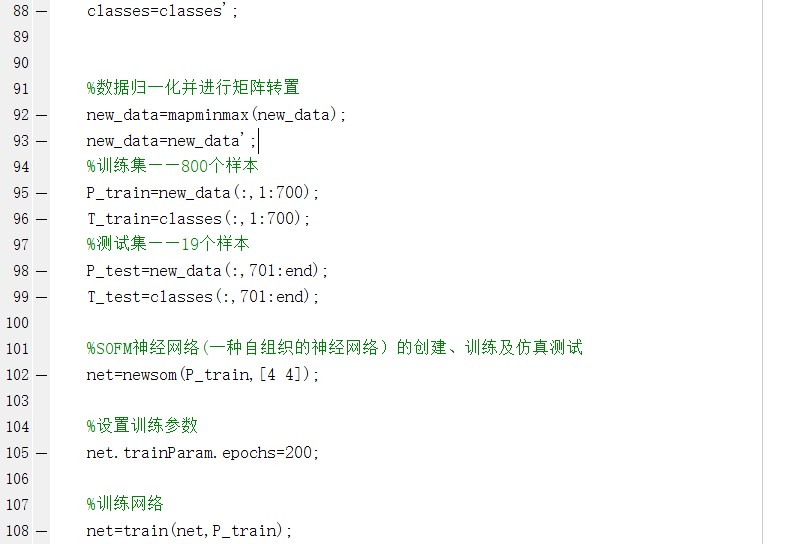 88 — classes=classes';
89
90
91 %数据归一化并进行矩阵转置
92 — new_data=mapminmax(new_data);
93 — new_data=new_data';
94 %训练集——800个样本
95 — P_train=new_data(:,1:700);
96 — T_train=classes(:,1:700);
97 %测试集——19个样本
98 — P_test=new_data(:,701:end);
99 — T_test=classes(:,701:end);
100
101 %SOFM神经网络(一种自组织的神经网络）的创建、训练及仿真测试
102 — net=newsom(P_train,[4 4]);
103
104 %设置训练参数
105 — net.trainParam.epochs=200;
106
107 %训练网络
108 — net=train(net,P_train);